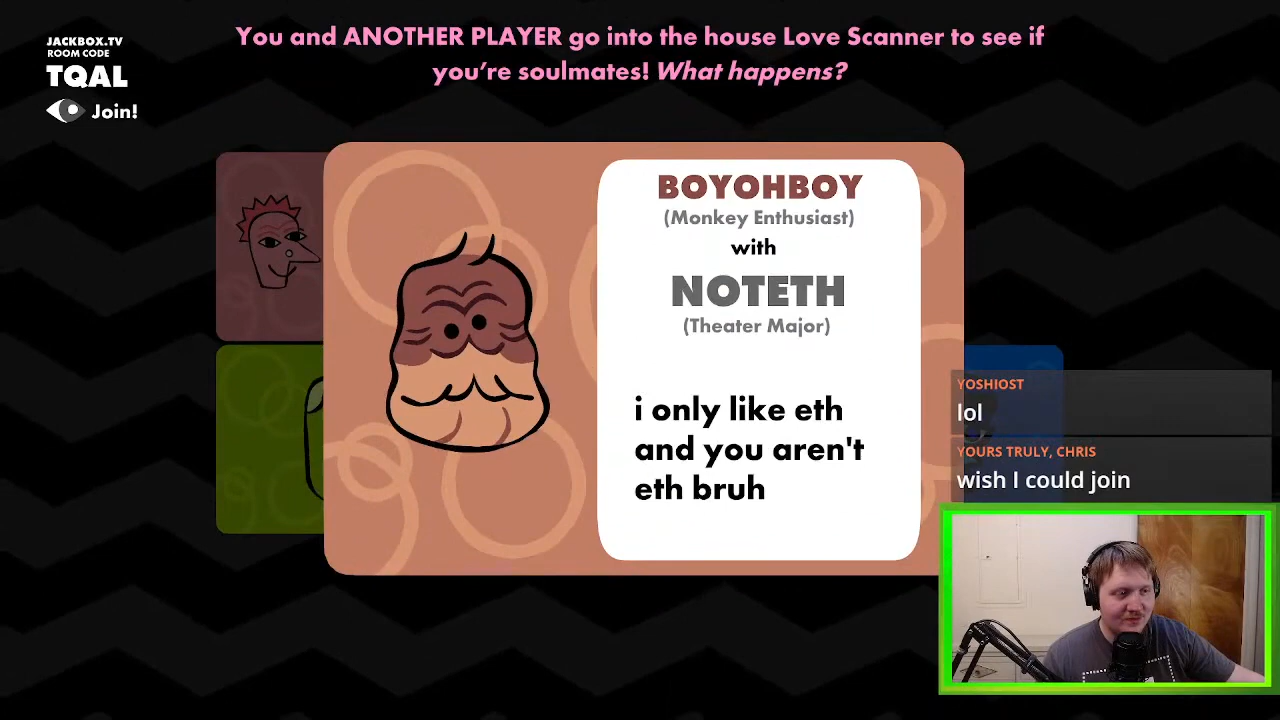 JACKBOX.TV
ROOM CODE
TQAL
Join!
You and ANOTHER PLAYER go into the house Love Scanner to see if
you're soulmates! What happens?
BOYOHBOY
(Monkey Enthusiast)
with
NOTETH
(Theater Major)
i only like eth
and you aren't
eth bruh
YOSHIOST
lol
YOURS TRULY, CHRIS
wish I could join